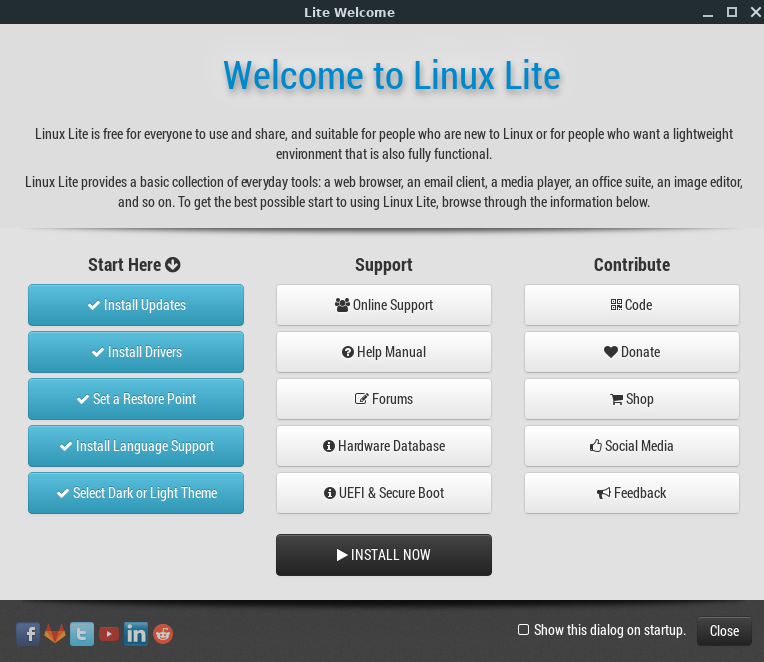 Lite Welcome
Welcome to Linux Lite
Linux Lite is free for everyone to use and share, and suitable for people who are new to Linux or for people who want a lightweight
environment that is also fully functional.
Linux Lite provides a basic collection of everyday tools: a web browser, an email client, a media player, an office suite, an image editor,
and so on. To get the best possible start to using Linux Lite, browse through the information below.
Start Here
Install Updates
Install Drivers
Set a Restore Point
Install Language Support
Select Dark or Light Theme
Support
Online Support
Help Manual
Forums
Hardware Database
UEFI & Secure Boot
INSTALL NOW
Contribute
Code
Donate
Shop
Social Media
Feedback
Show this dialog on startup.
Close